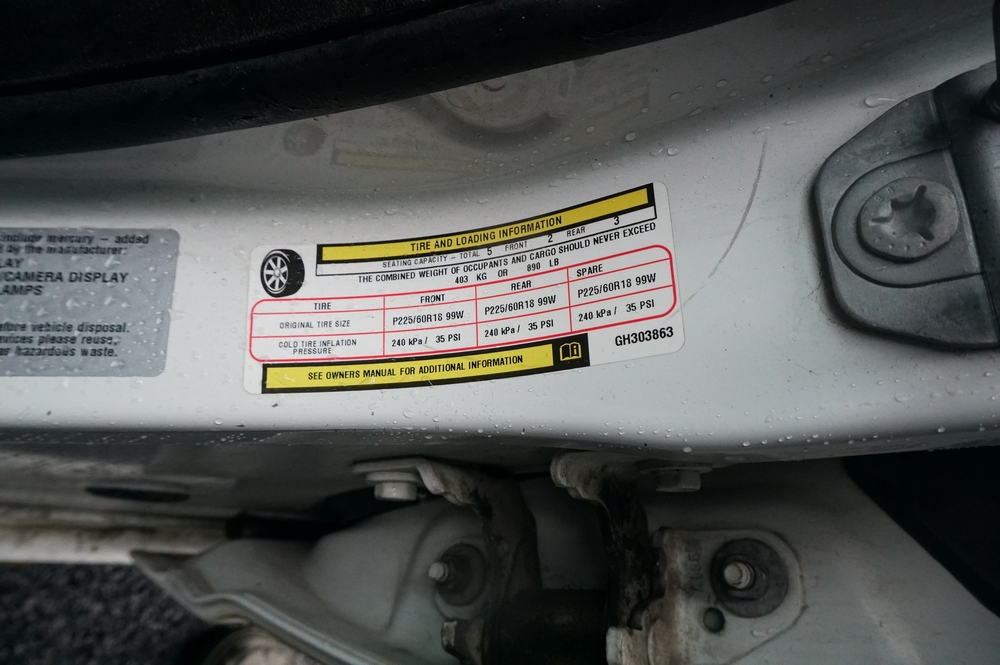 include mercury – added
d by the manufacturer:
LAY
/CAMERA DISPLAY
LAMPS
efore vehicle disposal.
devices please reuse,
or hazardous waste.
TIRE AND LOADING INFORMATION
SEATING CAPACITY – TOTAL 5 FRONT 2 REAR 3
THE COMBINED WEIGHT OF OCCUPANTS AND CARGO SHOULD NEVER EXCEED
403 KG OR 890 LB
TIRE FRONT REAR SPARE
ORIGINAL TIRE SIZE P225/60R18 99W P225/60R18 99W P225/60R18 99W
COLD TIRE INFLATION PRESSURE 240 kPa / 35 PSI 240 kPa / 35 PSI 240 kPa / 35 PSI
SEE OWNERS MANUAL FOR ADDITIONAL INFORMATION
GH303863